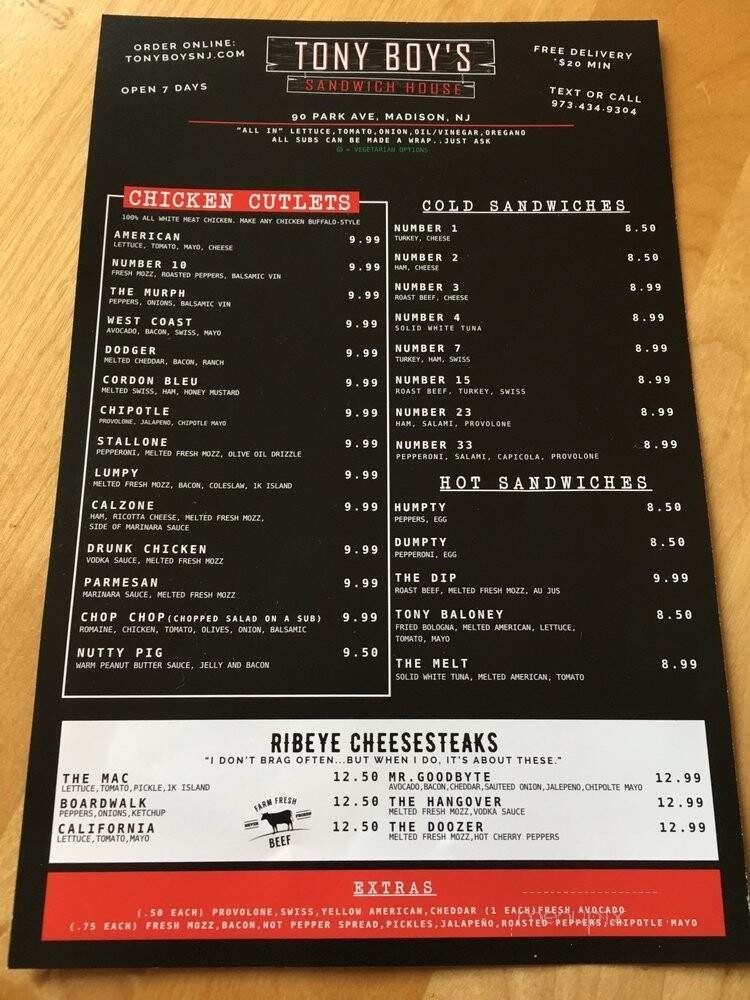 ORDER ONLINE:
TONYBOYSNJ.COM
OPEN 7 DAYS
TONY BOY'S
SANDWICH HOUSE
FREE DELIVERY
*$20 MIN
TEXT OR CALL
973.434.9304
90 PARK AVE, MADISON, NJ
"ALL IN" LETTUCE,TOMATO,ONION,OIL/VINEGAR,OREGANO
ALL SUBS CAN BE MADE A WRAP..JUST ASK
= VEGETARIAN OPTIONS
CHICKEN CUTLETS
100% ALL WHITE MEAT CHICKEN. MAKE ANY CHICKEN BUFFALO-STYLE
AMERICAN 9.99
LETTUCE, TOMATO, MAYO, CHEESE
NUMBER 10 9.99
FRESH MOZZ, ROASTED PEPPERS, BALSAMIC VIN
THE MURPH 9.99
PEPPERS, ONIONS, BALSAMIC VIN
WEST COAST 9.99
AVOCADO, BACON, SWISS, MAYO
DODGER 9.99
MELTED CHEDDAR, BACON, RANCH
CORDON BLEU 9.99
MELTED SWISS, HAM, HONEY MUSTARD
CHIPOTLE 9.99
PROVOLONE, JALAPENO, CHIPOTLE MAYO
STALLONE 9.99
PEPPERONI, MELTED FRESH MOZZ, OLIVE OIL DRIZZLE
LUMPY 9.99
MELTED FRESH MOZZ, BACON, COLESLAW, 1K ISLAND
CALZONE 9.99
HAM, RICOTTA CHEESE, MELTED FRESH MOZZ,
SIDE OF MARINARA SAUCE
DRUNK CHICKEN 9.99
VODKA SAUCE, MELTED FRESH MOZZ
PARMESAN 9.99
MARINARA SAUCE, MELTED FRESH MOZZ
CHOP CHOP(CHOPPED SALAD ON A SUB) 9.99
ROMAINE, CHICKEN, TOMATO, OLIVES, ONION, BALSAMIC
NUTTY PIG 9.50
WARM PEANUT BUTTER SAUCE, JELLY AND BACON
COLD SANDWICHES
NUMBER 1 8.50
TURKEY, CHEESE
NUMBER 2 8.50
HAM, CHEESE
NUMBER 3 8.99
ROAST BEEF, CHEESE
NUMBER 4 8.99
SOLID WHITE TUNA
NUMBER 7 8.99
TURKEY, HAM, SWISS
NUMBER 15 8.99
ROAST BEEF, TURKEY, SWISS
NUMBER 23 8.99
HAM, SALAMI, PROVOLONE
NUMBER 33 8.99
PEPPERONI, SALAMI, CAPICOLA, PROVOLONE
HOT SANDWICHES
HUMPTY 8.50
PEPPERS, EGG
DUMPTY 8.50
PEPPERONI, EGG
THE DIP 9.99
ROAST BEEF, MELTED FRESH MOZZ, AU JUS
TONY BALONEY 8.50
FRIED BOLOGNA, MELTED AMERICAN, LETTUCE,
TOMATO, MAYO
THE MELT 8.99
SOLID WHITE TUNA, MELTED AMERICAN, TOMATO
RIBEYE CHEESESTEAKS
"I DON'T BRAG OFTEN...BUT WHEN I DO, IT'S ABOUT THESE."
THE MAC 12.50
LETTUCE,TOMATO,PICKLE,1K ISLAND
BOARDWALK 12.50
PEPPERS,ONIONS,KETCHUP
CALIFORNIA 12.50
LETTUCE,TOMATO,MAYO
FARM FRESH
NEVER FROZEN
BEEF
MR.GOODBYTE 12.99
AVOCADO,BACON,CHEDDAR,SAUTEED ONION,JALEPENO,CHIPOLTE MAYO
THE HANGOVER 12.99
MELTED FRESH MOZZ,VODKA SAUCE
THE DOOZER 12.99
MELTED FRESH MOZZ,HOT CHERRY PEPPERS
EXTRAS
(.50 EACH) PROVOLONE,SWISS,YELLOW AMERICAN,CHEDDAR (1 EACH)FRESH AVOCADO
(.75 EACH) FRESH MOZZ,BACON,HOT PEPPER SPREAD,PICKLES,JALAPEÑO,ROASTED PEPPERS,CHIPOTLE MAYO